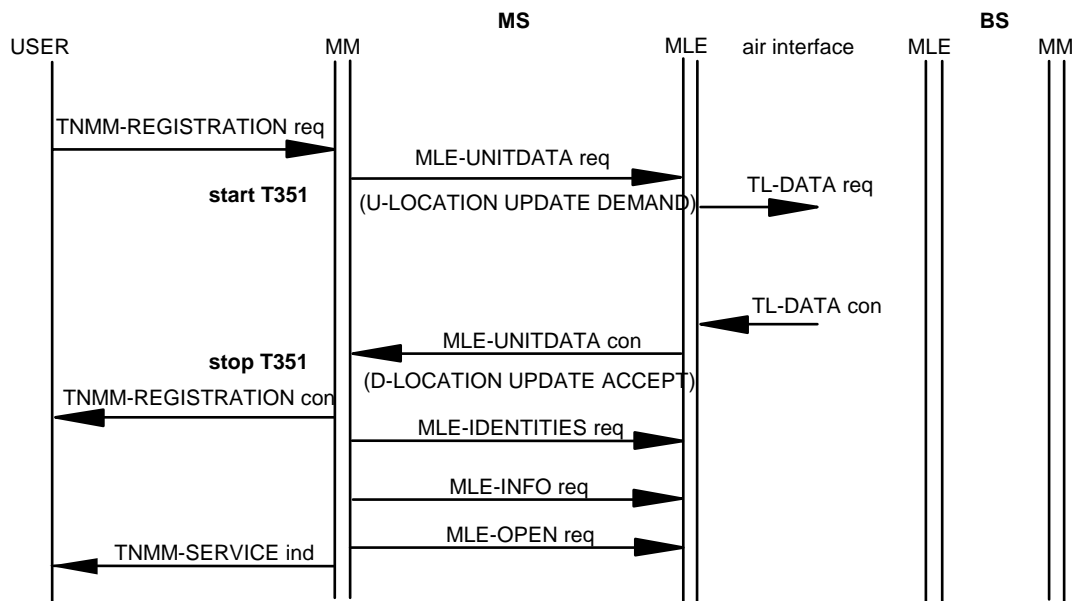 MS BS
USER MM MLE air interface MLE MM
TNMM-REGISTRATION req
MLE-UNITDATA req
start T351
TL-DATA req
(U-LOCATION UPDATE DEMAND)
TL-DATA con
MLE-UNITDATA con
stop T351
(D-LOCATION UPDATE ACCEPT)
TNMM-REGISTRATION con
MLE-IDENTITIES req
MLE-INFO req
MLE-OPEN req
TNMM-SERVICE ind